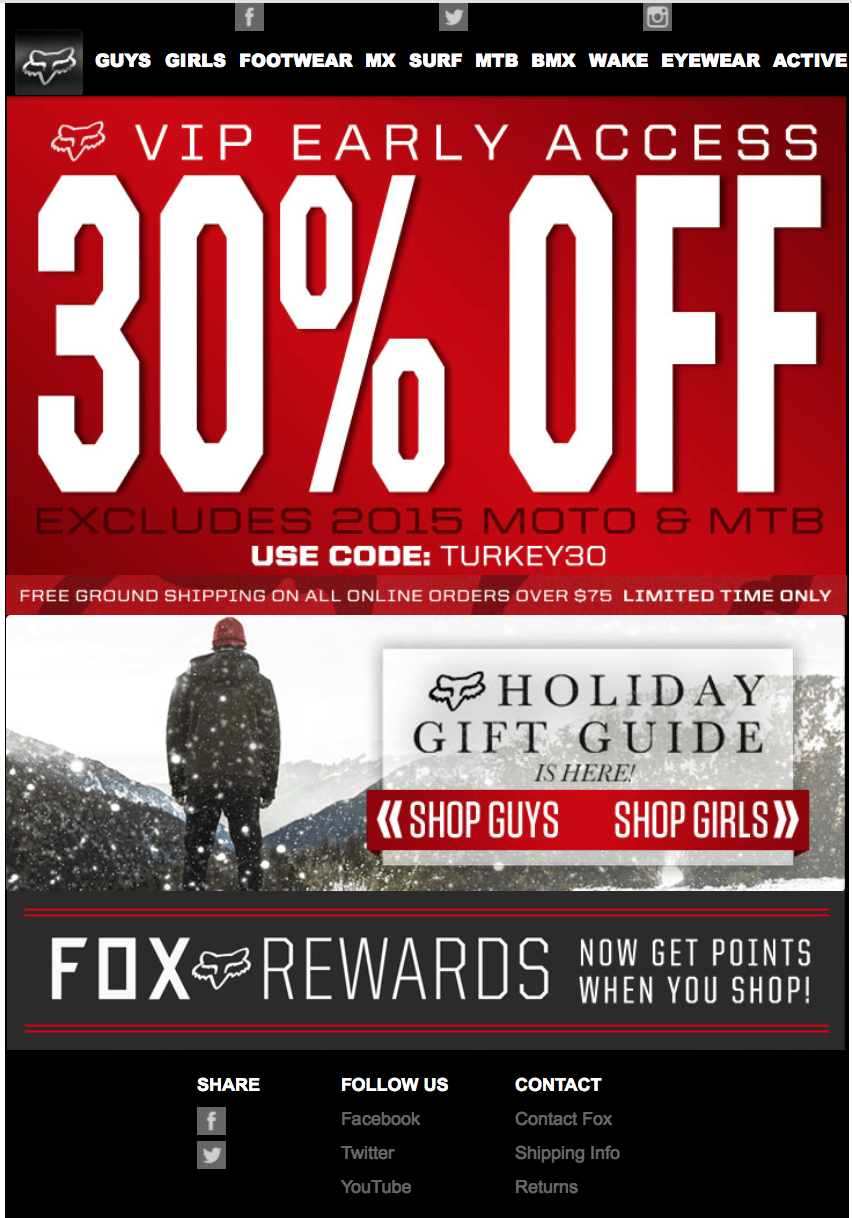 GUYS GIRLS FOOTWEAR MX SURF MTB BMX WAKE EYEWEAR ACTIVE
VIP EARLY ACCESS
30% OFF
EXCLUDES 2015 MOTO & MTB
USE CODE: TURKEY30
FREE GROUND SHIPPING ON ALL ONLINE ORDERS OVER $75 LIMITED TIME ONLY
HOLIDAY
GIFT GUIDE
IS HERE!
SHOP GUYS SHOP GIRLS
FOX REWARDS
NOW GET POINTS
WHEN YOU SHOP!
SHARE
FOLLOW US
Facebook
Twitter
YouTube
CONTACT
Contact Fox
Shipping Info
Returns